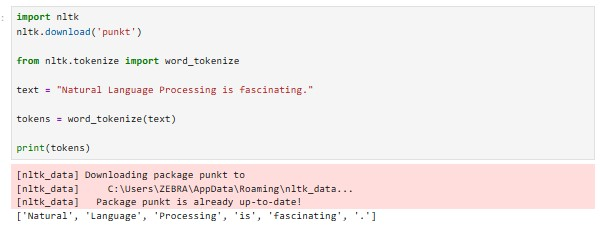 :
import nltk
nltk.download('punkt')
from nltk.tokenize import word_tokenize
text = "Natural Language Processing is fascinating."
tokens = word_tokenize(text)
print(tokens)
[nltk_data] Downloading package punkt to
[nltk_data]     C:\Users\ZEBRA\AppData\Roaming\nltk_data...
[nltk_data]   Package punkt is already up-to-date!
['Natural', 'Language', 'Processing', 'is', 'fascinating', '.']